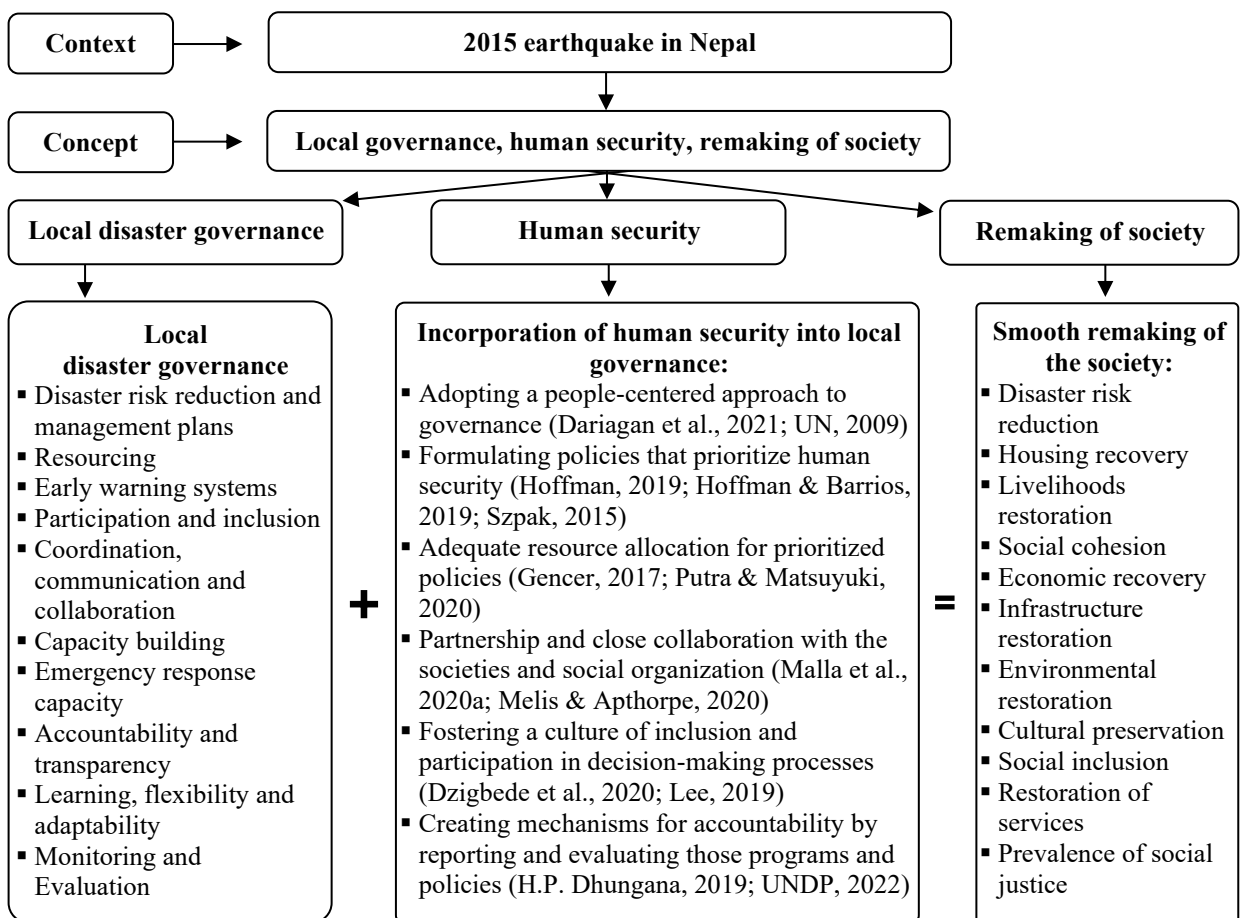 Context
2015 earthquake in Nepal
Concept
Local governance, human security, remaking of society
Local disaster governance
Human security
Remaking of society
Local
disaster governance
▪ Disaster risk reduction and
management plans
▪ Resourcing
▪ Early warning systems
▪ Participation and inclusion
▪ Coordination,
communication and
collaboration
▪ Capacity building
▪ Emergency response
capacity
▪ Accountability and
transparency
▪ Learning, flexibility and
adaptability
▪ Monitoring and
Evaluation
+
Incorporation of human security into local
governance:
▪ Adopting a people-centered approach to
governance (Dariagan et al., 2021; UN, 2009)
▪ Formulating policies that prioritize human
security (Hoffman, 2019; Hoffman & Barrios,
2019; Szpak, 2015)
▪ Adequate resource allocation for prioritized
policies (Gencer, 2017; Putra & Matsuyuki,
2020)
▪ Partnership and close collaboration with the
societies and social organization (Malla et al.,
2020a; Melis & Apthorpe, 2020)
▪ Fostering a culture of inclusion and
participation in decision-making processes
(Dzigbede et al., 2020; Lee, 2019)
▪ Creating mechanisms for accountability by
reporting and evaluating those programs and
policies (H.P. Dhungana, 2019; UNDP, 2022)
=
Smooth remaking of
the society:
▪ Disaster risk
reduction
▪ Housing recovery
▪ Livelihoods
restoration
▪ Social cohesion
▪ Economic recovery
▪ Infrastructure
restoration
▪ Environmental
restoration
▪ Cultural preservation
▪ Social inclusion
▪ Restoration of
services
▪ Prevalence of social
justice